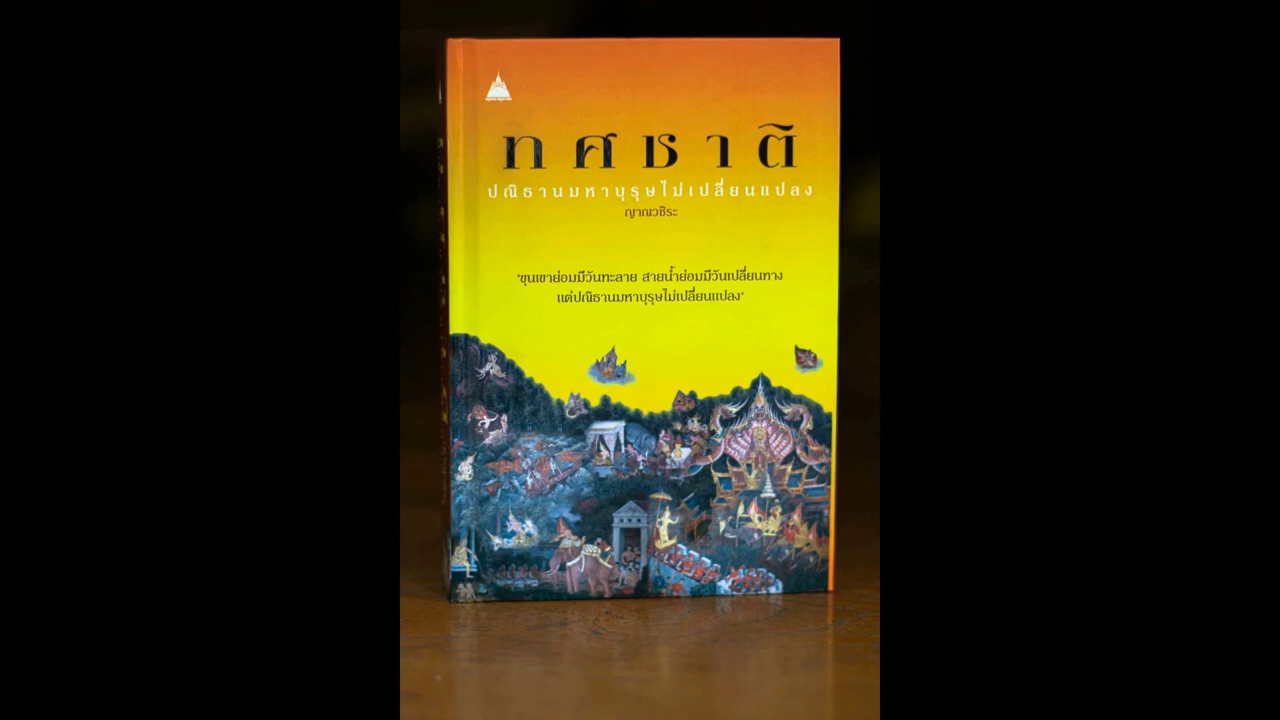 ทศชาติ
ปณิธานมหาบุรุษไม่เปลี่ยนแปลง
ญาณวชิระ
"ขุนเขาย่อมมีวันทะลาย สายน้ำย่อมมีวันเปลี่ยนทาง
แต่ปณิธานมหาบุรุษไม่เปลี่ยนแปลง"